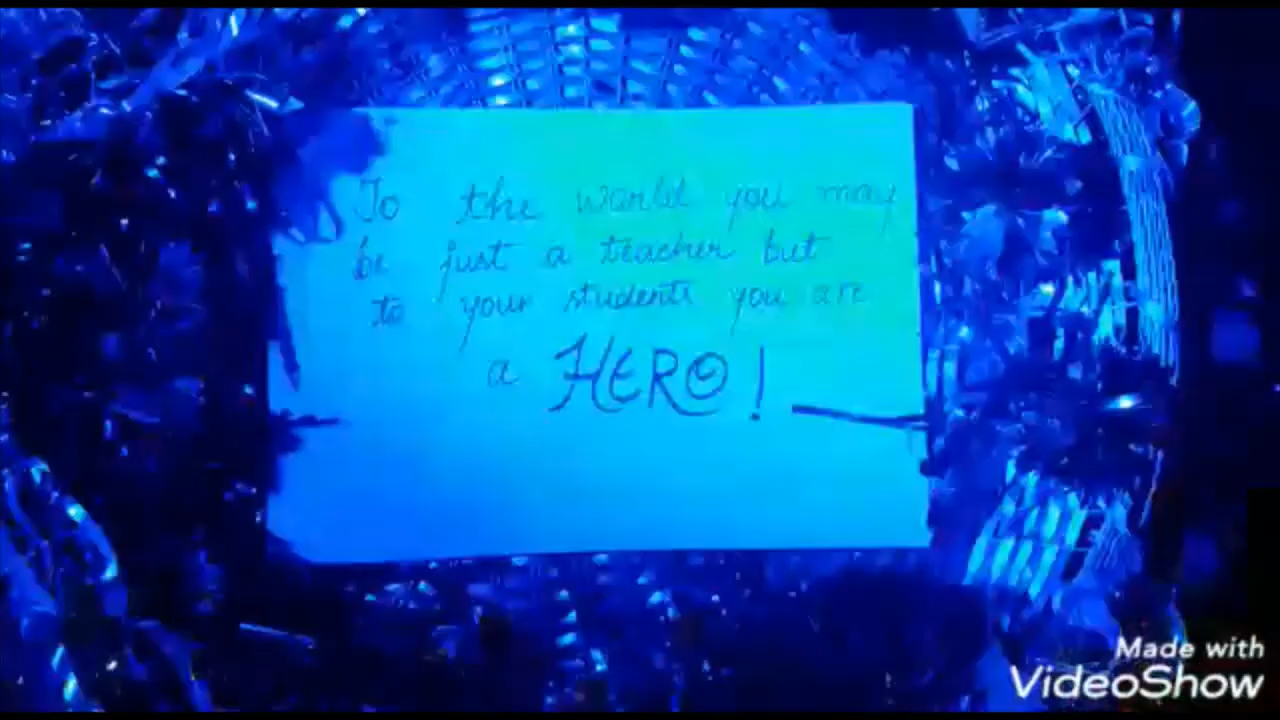 To the world you may
be just a teacher but
to your students you are
a HERO!
Made with
VideoShow